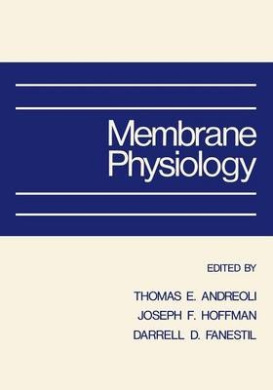 Membrane
Physiology
EDITED BY
THOMAS E. ANDREOLI
JOSEPH F. HOFFMAN
DARRELL D. FANESTIL